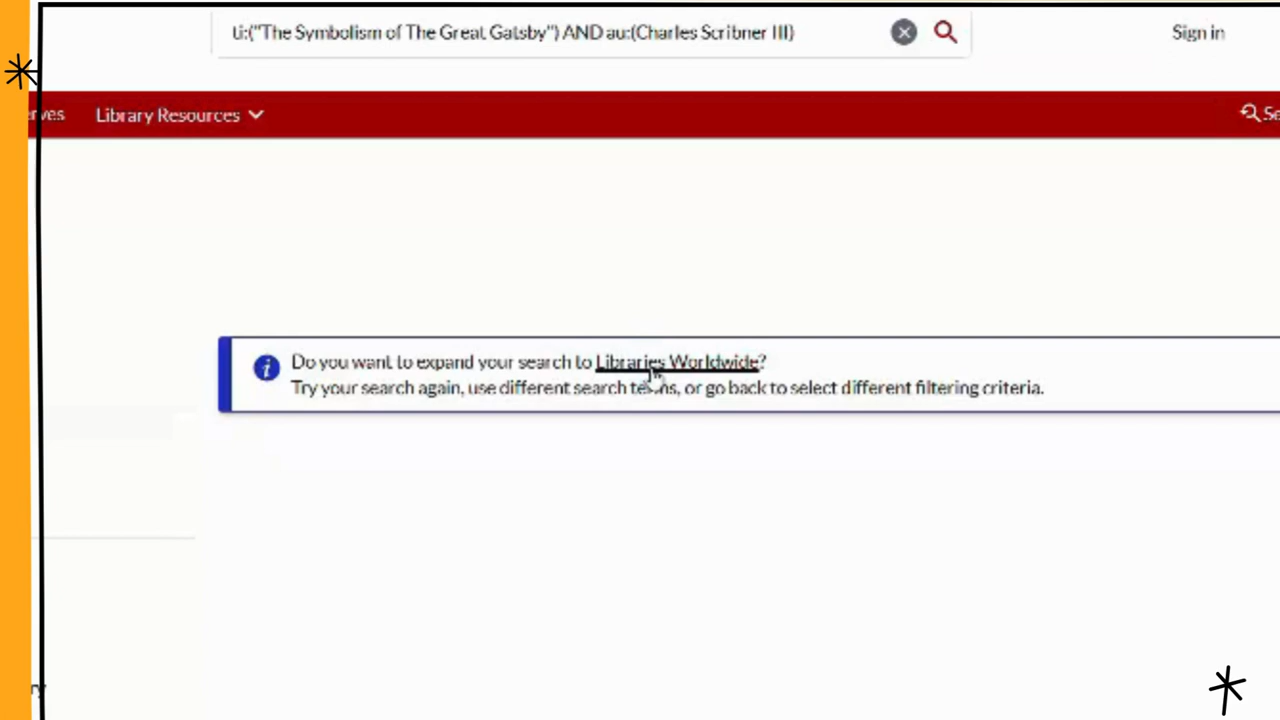 ti:("The Symbolism of The Great Gatsby") AND au:(Charles Scribner III)
Sign in
Library Resources
Do you want to expand your search to Libraries Worldwide?
Try your search again, use different search terms, or go back to select different filtering criteria.